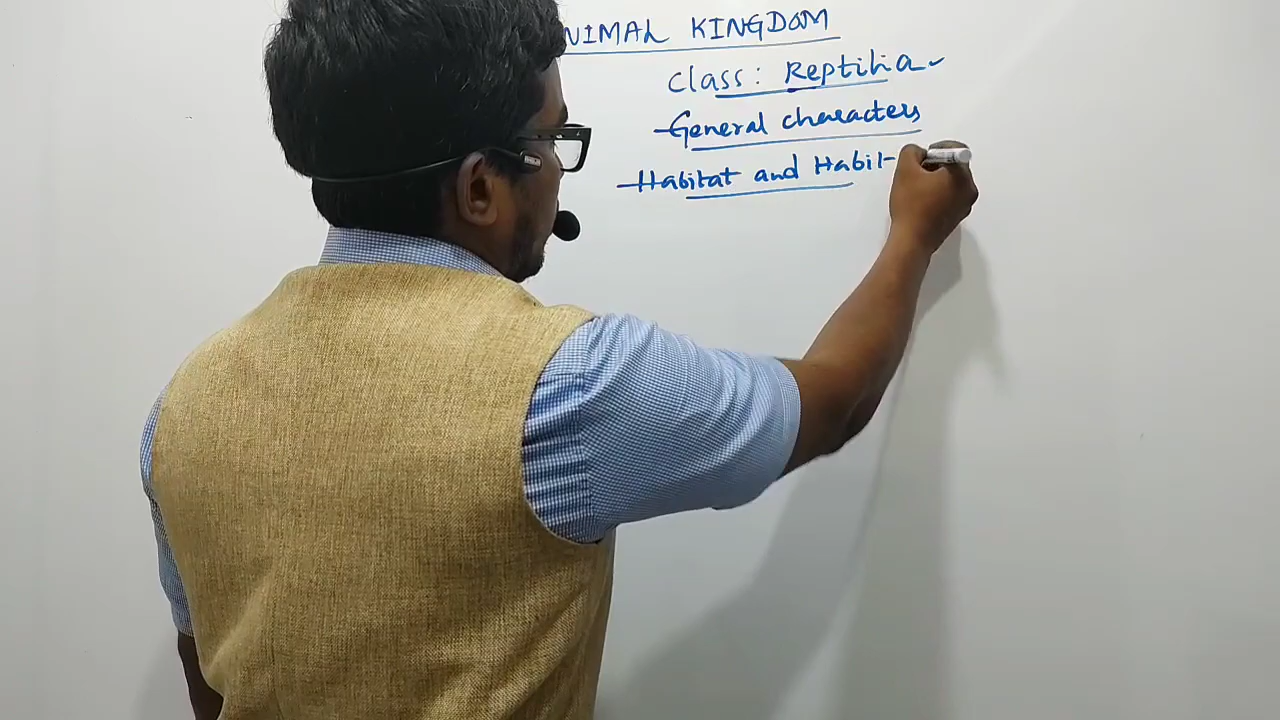 NIMAL KINGDOM
Class: Reptilia
General characters
Habitat and Habit